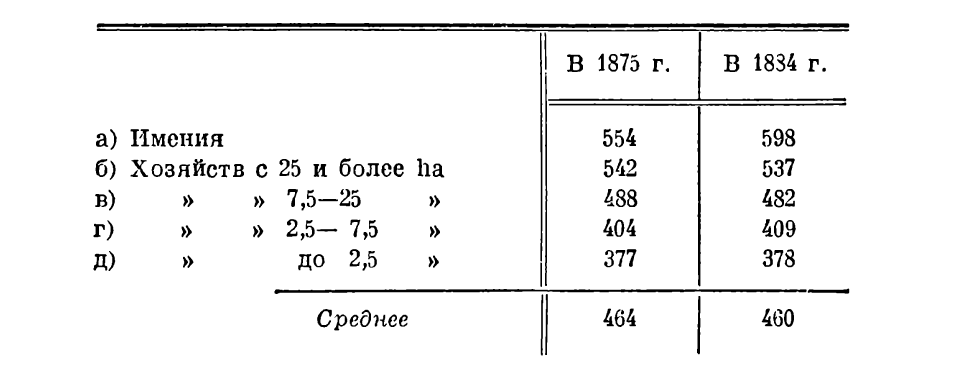 В 1875 г. В 1884 г.
а) Имения 554 598
б) Хозяйств с 25 и более ha 542 537
в) » » 7,5—25 » 488 482
г) » » 2,5— 7,5 » 404 409
д) » до 2,5 » 377 378
Среднее 464 460